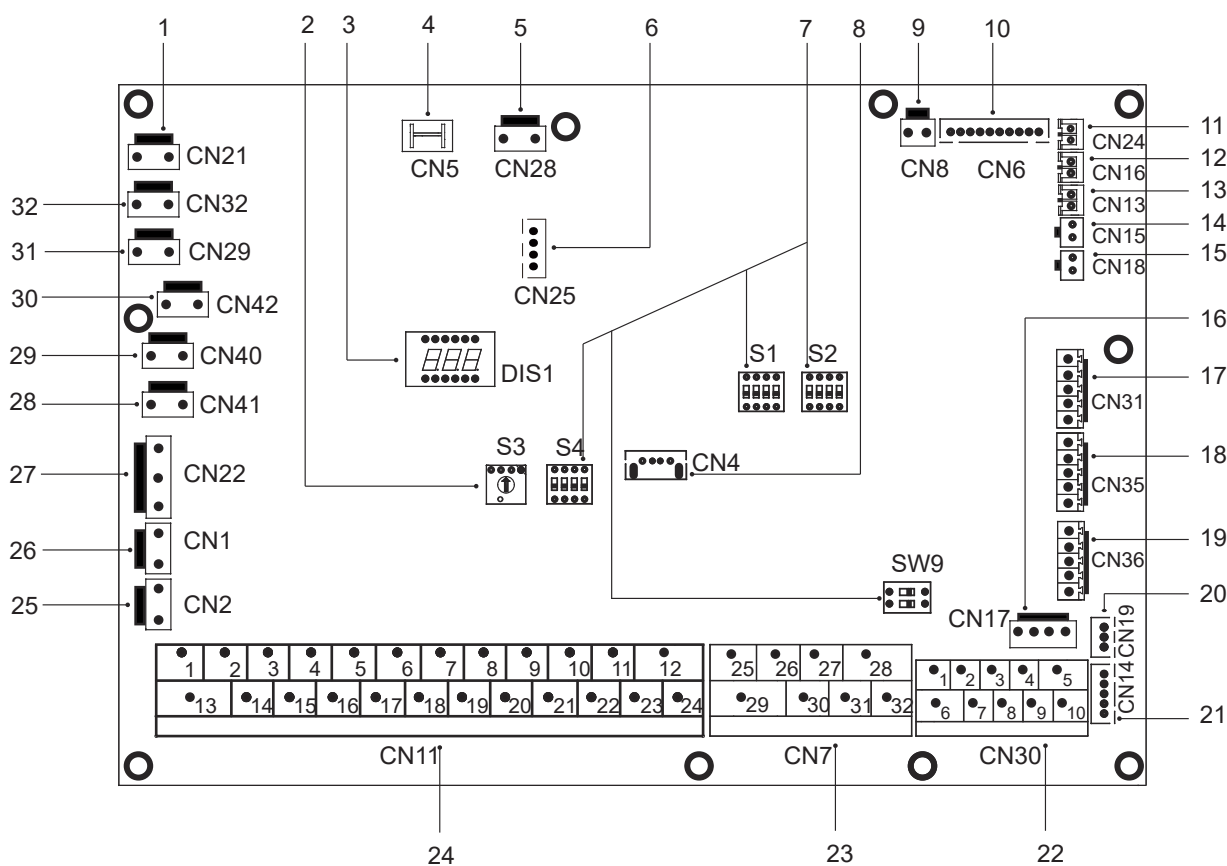 1 2 3 4 5 6 7 8 9 10
CN21
CN5
CN28
CN8
CN6
CN24
11
CN16
12
CN13
13
CN15
14
CN18
15
32
CN32
31
CN29
30
CN42
CN25
16
29
CN40
DIS1
S1
S2
17
CN31
28
CN41
S3
S4
CN4
18
CN35
27
CN22
26
CN1
19
CN36
25
CN2
SW9
CN17
20
CN19
CN14
21
1 2 3 4 5 6 7 8 9 10 11 12
13 14 15 16 17 18 19 20 21 22 23 24
CN11
25 26 27 28
29 30 31 32
CN7
1 2 3 4 5
6 7 8 9 10
CN30
24 23 22